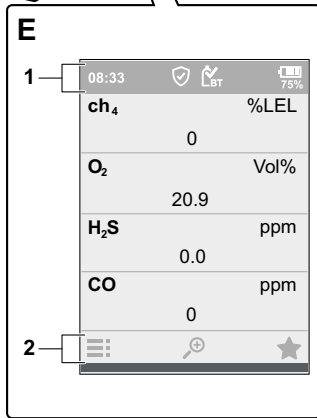 E
1
08:33 BT 75%
ch₄ %LEL
0
O₂ Vol%
20.9
H₂S ppm
0.0
CO ppm
0
2